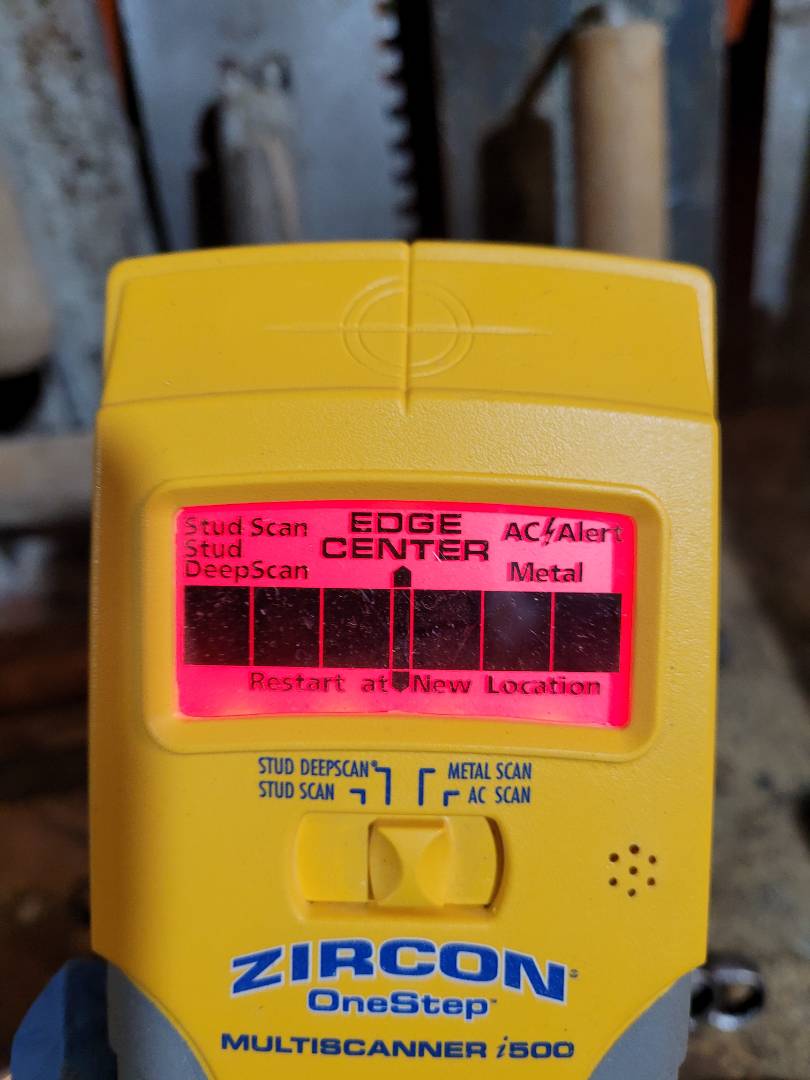 Stud Scan EDGE AC Alert
Stud CENTER
DeepScan Metal
Restart at New Location
STUD DEEPSCAN® METAL SCAN
STUD SCAN AC SCAN
ZIRCON®
OneStep™
MULTISCANNER i500